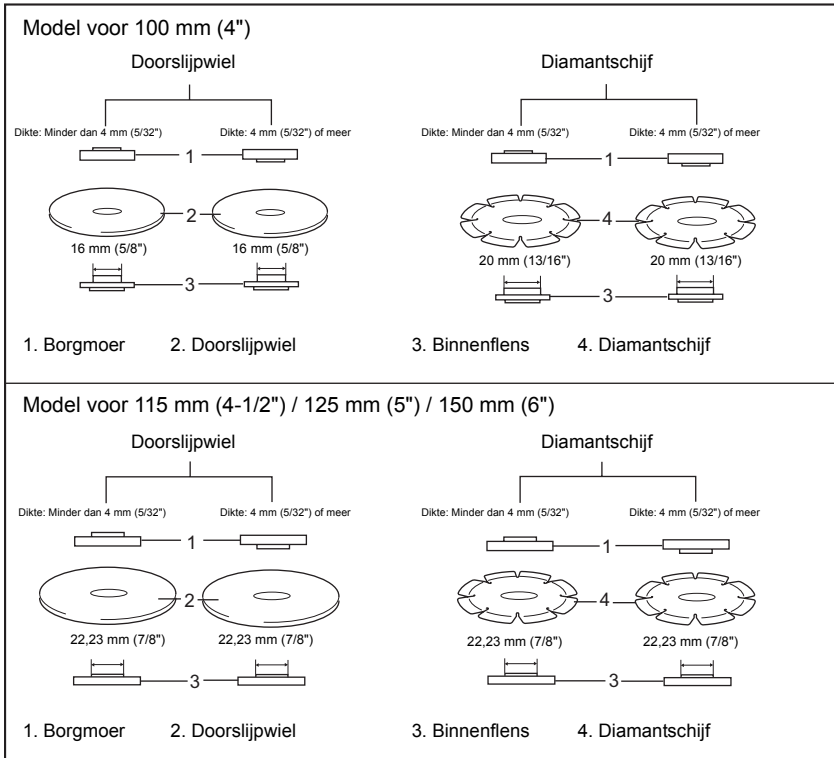 Model voor 100 mm (4")
Doorslijpwiel Diamantschijf
Dikte: Minder dan 4 mm (5/32") Dikte: 4 mm (5/32") of meer Dikte: Minder dan 4 mm (5/32") Dikte: 4 mm (5/32") of meer
1 1
2 4
16 mm (5/8") 16 mm (5/8") 20 mm (13/16") 20 mm (13/16")
3 3
1. Borgmoer 2. Doorslijpwiel 3. Binnenflens 4. Diamantschijf
Model voor 115 mm (4-1/2") / 125 mm (5") / 150 mm (6")
Doorslijpwiel Diamantschijf
Dikte: Minder dan 4 mm (5/32") Dikte: 4 mm (5/32") of meer Dikte: Minder dan 4 mm (5/32") Dikte: 4 mm (5/32") of meer
1 1
2 4
22,23 mm (7/8") 22,23 mm (7/8") 22,23 mm (7/8") 22,23 mm (7/8")
3 3
1. Borgmoer 2. Doorslijpwiel 3. Binnenflens 4. Diamantschijf